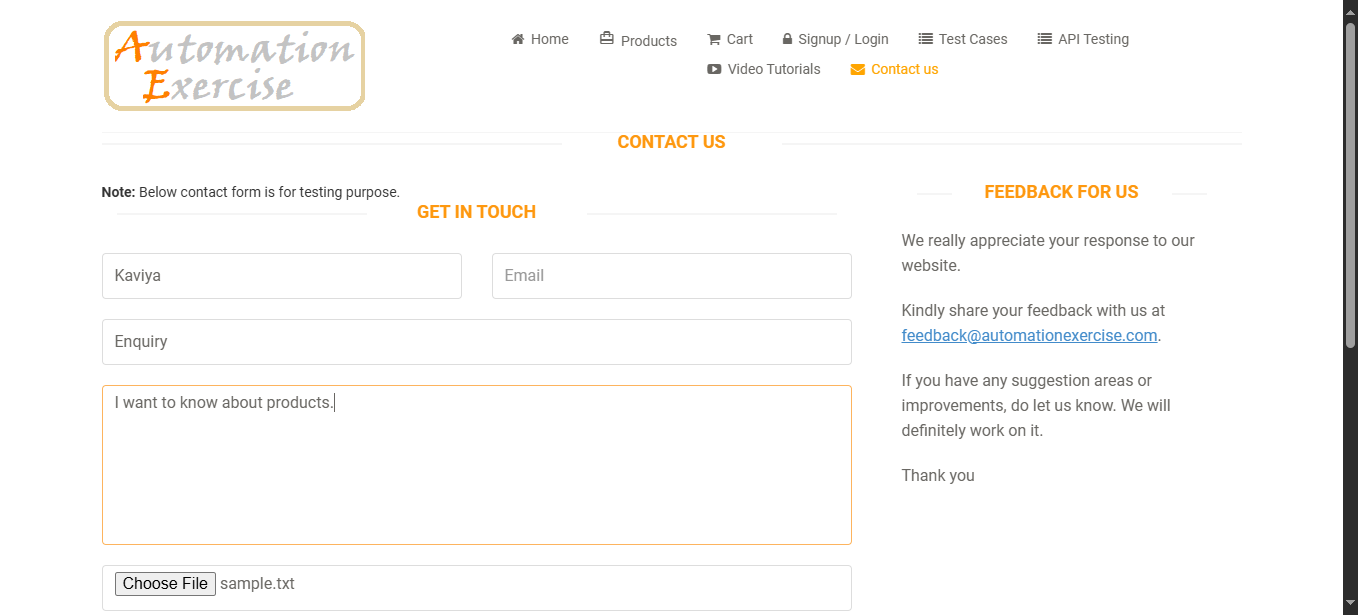 Automation
Exercise
Home Products Cart Signup / Login Test Cases API Testing
Video Tutorials Contact us
CONTACT US
Note: Below contact form is for testing purpose.
GET IN TOUCH
Kaviya
Email
Enquiry
I want to know about products.
Choose File sample.txt
FEEDBACK FOR US
We really appreciate your response to our
website.
Kindly share your feedback with us at
feedback@automationexercise.com.
If you have any suggestion areas or
improvements, do let us know. We will
definitely work on it.
Thank you